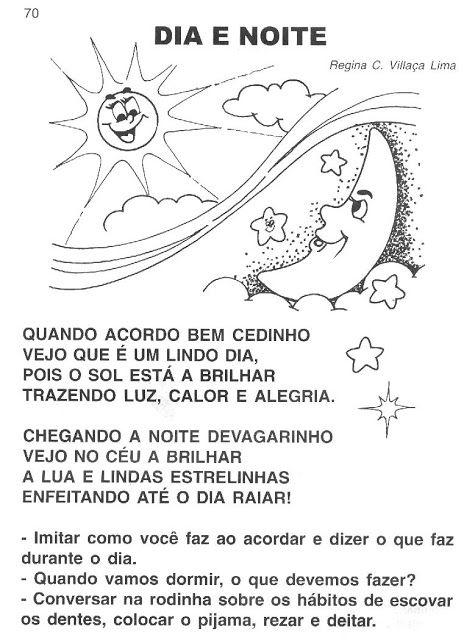 70
DIA E NOITE
Regina C. Villaça Lima
QUANDO ACORDO BEM CEDINHO
VEJO QUE É UM LINDO DIA,
POIS O SOL ESTÁ A BRILHAR
TRAZENDO LUZ, CALOR E ALEGRIA.
CHEGANDO A NOITE DEVAGARINHO
VEJO NO CÉU A BRILHAR
A LUA E LINDAS ESTRELINHAS
ENFEITANDO ATÉ O DIA RAIAR!
- Imitar como você faz ao acordar e dizer o que faz
durante o dia.
- Quando vamos dormir, o que devemos fazer?
- Conversar na rodinha sobre os hábitos de escovar
os dentes, colocar o pijama, rezar e deitar.